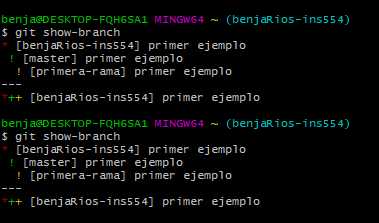 benja@DESKTOP-FQH6SA1 MINGW64 ~ (benjaRios-ins554)
$ git show-branch
* [benjaRios-ins554] primer ejemplo
 ! [master] primer ejemplo
  ! [primera-rama] primer ejemplo
---
*++ [benjaRios-ins554] primer ejemplo

benja@DESKTOP-FQH6SA1 MINGW64 ~ (benjaRios-ins554)
$ git show-branch
* [benjaRios-ins554] primer ejemplo
 ! [master] primer ejemplo
  ! [primera-rama] primer ejemplo
---
*++ [benjaRios-ins554] primer ejemplo